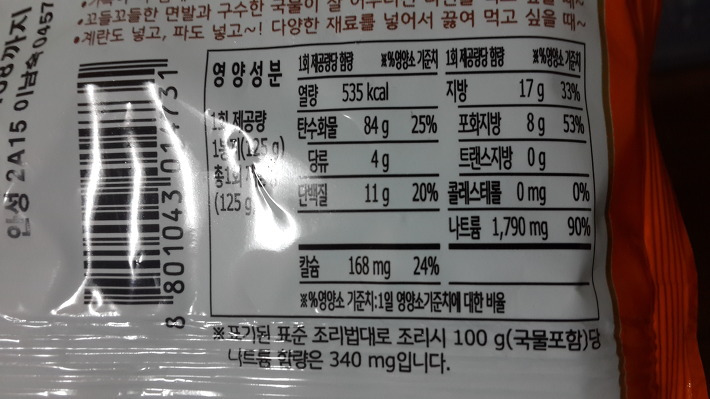 꼬들꼬들한 면발과 구수한 국물이 잘
•계란도 넣고, 파도 넣고~! 다양한 재료를 넣어서 끓여 먹고 싶을 때~
안성 2A15 이남숙 0457
8 801043 014731
영양성분
1회 제공량
1봉지(125 g)
총1회
(125 g
1회 제공량당 함량 ※%영양소 기준치
열량 535 kcal
탄수화물 84 g 25%
당류 4 g
단백질 11 g 20%
칼슘 168 mg 24%
1회 제공량당 함량 ※%영양소 기준치
지방 17 g 33%
포화지방 8 g 53%
트랜스지방 0 g
콜레스테롤 0 mg 0%
나트륨 1,790 mg 90%
※%영양소 기준치:1일 영양소기준치에 대한 비율
※표기된 표준 조리법대로 조리시 100 g(국물포함)당
나트륨 함량은 340 mg입니다.